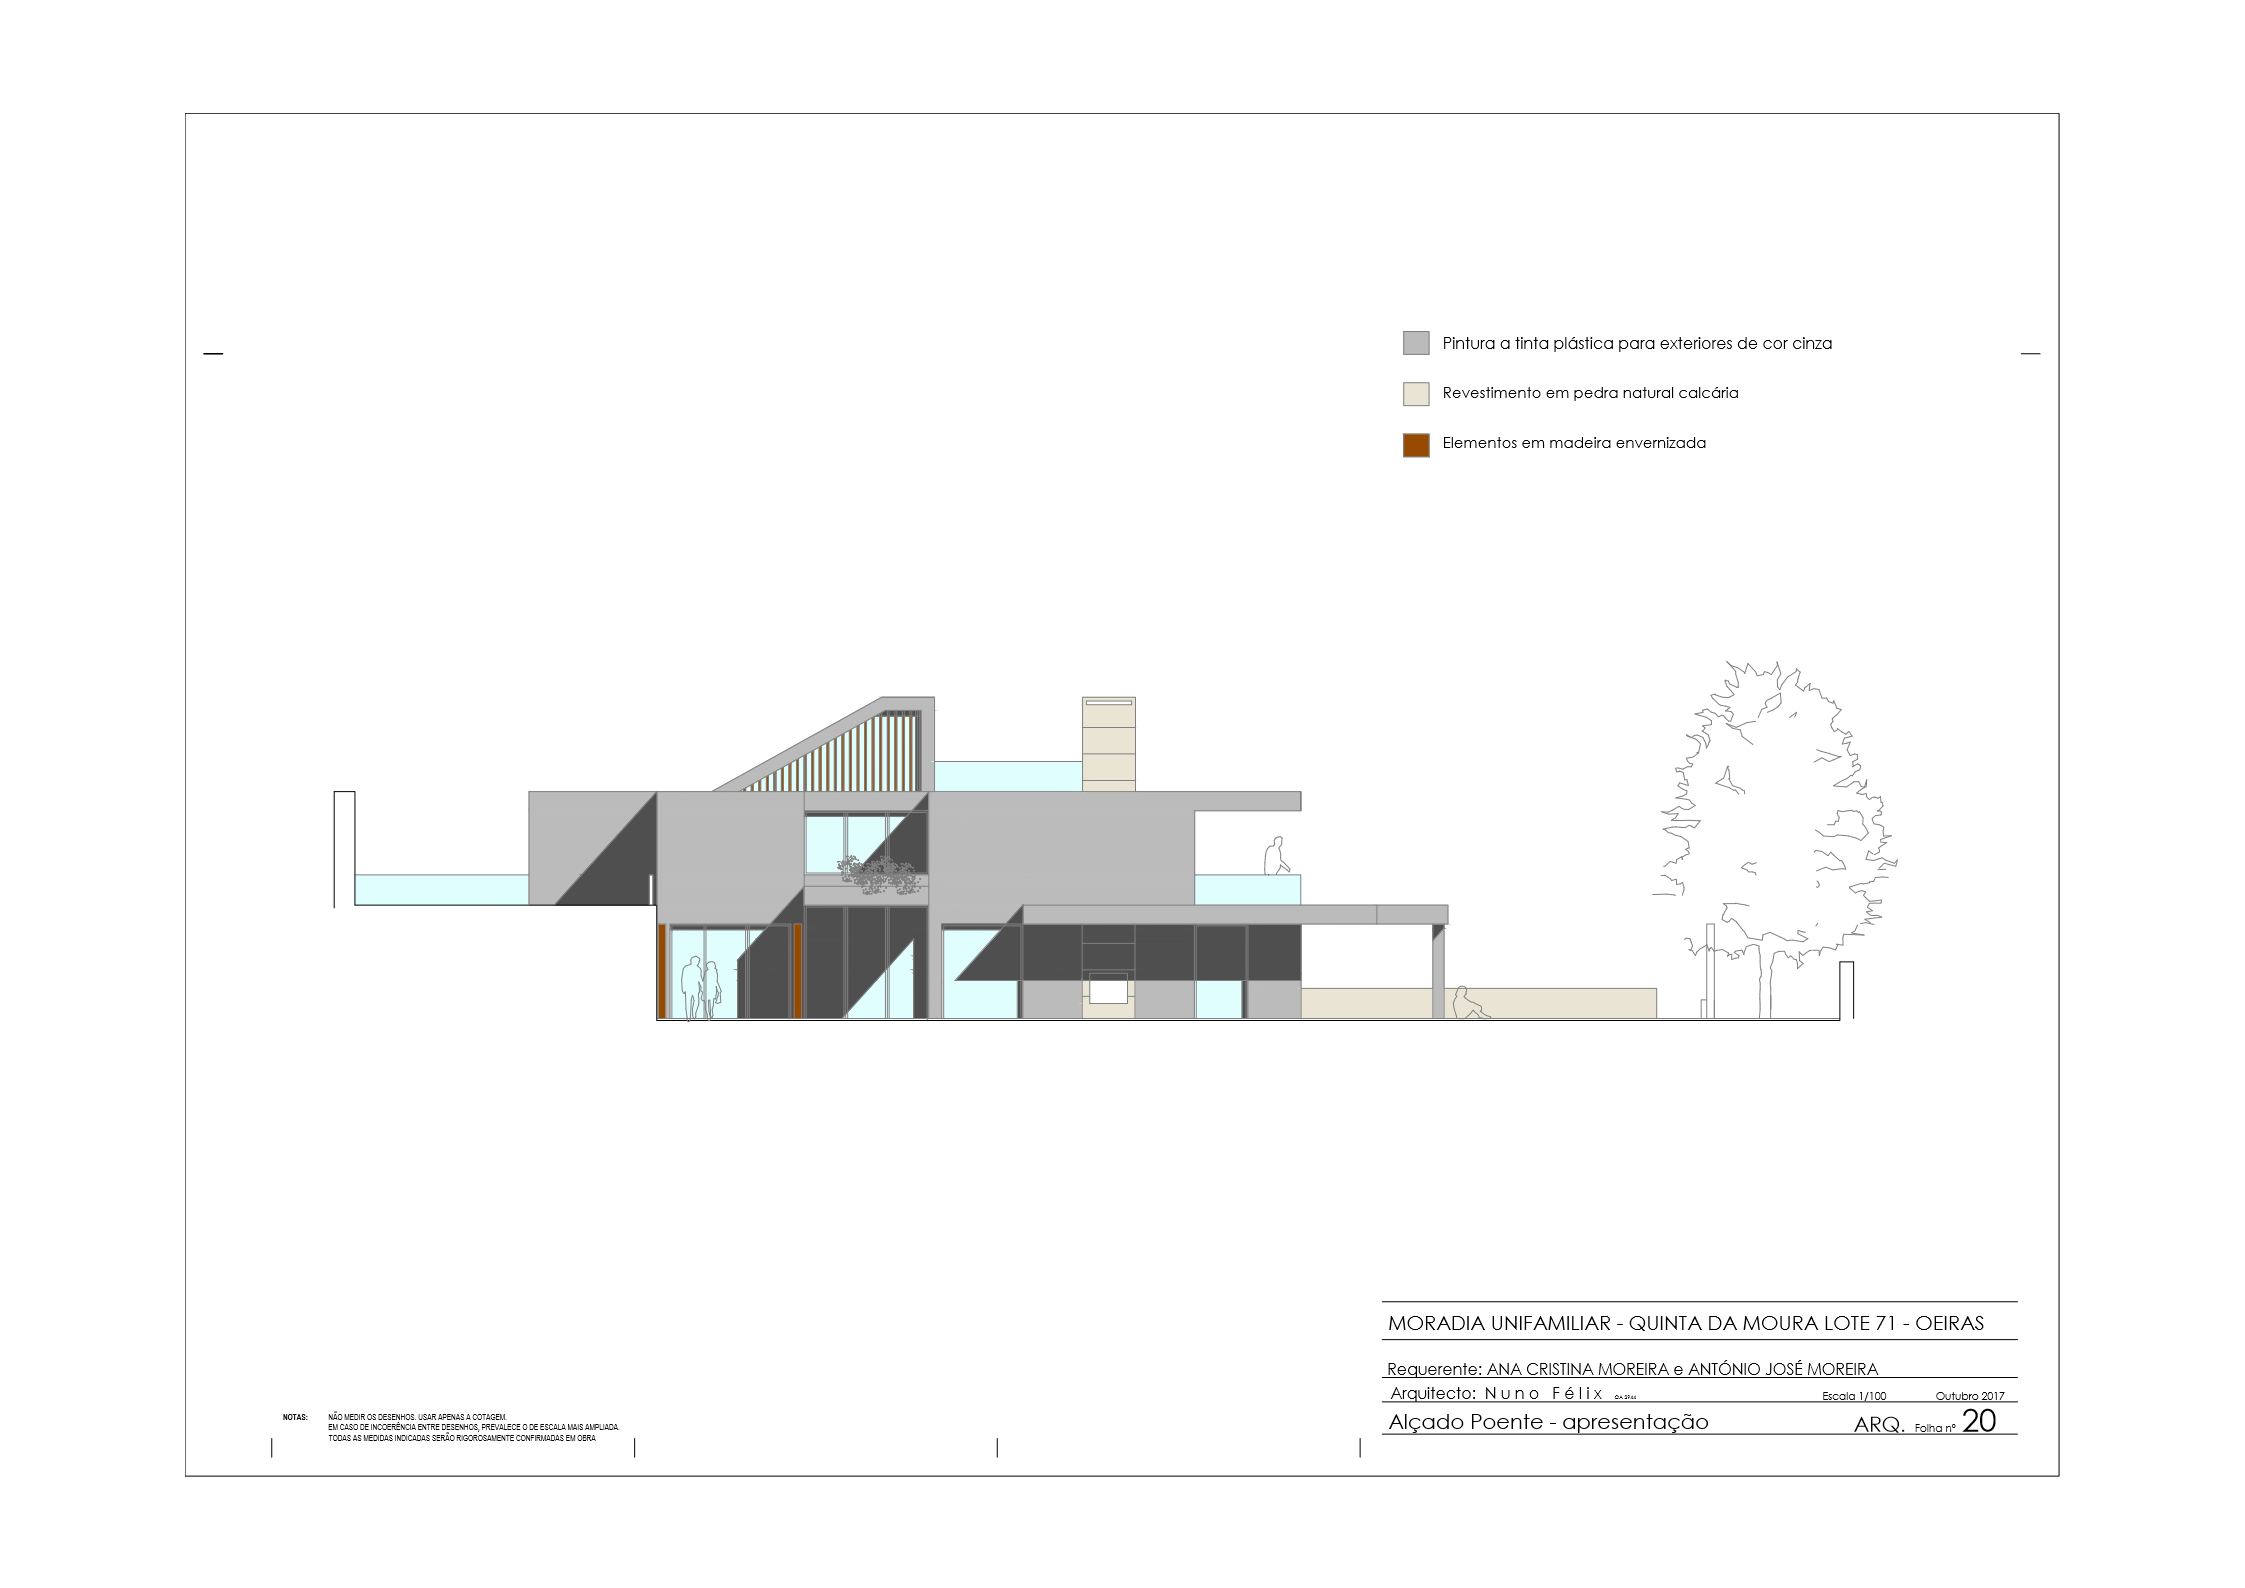 Pintura a tinta plástica para exteriores de cor cinza
Revestimento em pedra natural calcária
Elementos em madeira envernizada
MORADIA UNIFAMILIAR - QUINTA DA MOURA LOTE 71 - OEIRAS
Requerente: ANA CRISTINA MOREIRA e ANTÓNIO JOSÉ MOREIRA
Arquitecto: Nuno Félix Escala 1/100 Outubro 2017
Alçado Poente - apresentação ARQ. Folha nº 20
NOTAS: NÃO MEDIR OS DESENHOS. USAR APENAS A COTAGEM.
EM CASO DE INCOERÊNCIA ENTRE DESENHOS, PREVALECE O DE ESCALA MAIS AMPLIADA.
TODAS AS MEDIDAS INDICADAS SERÃO RIGOROSAMENTE CONFIRMADAS EM OBRA